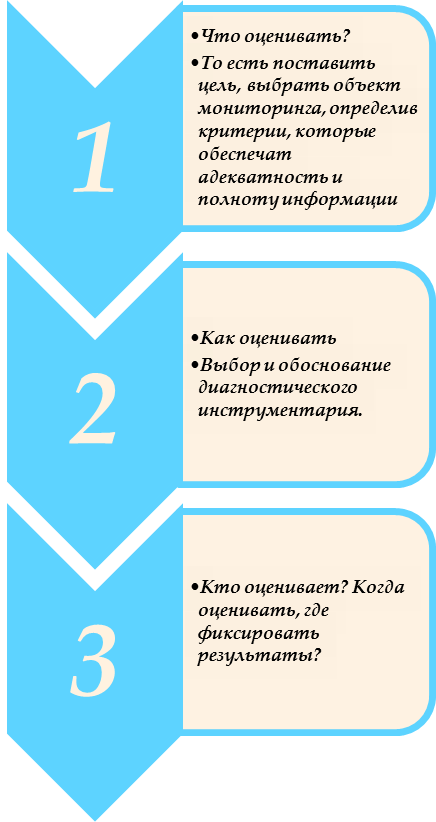 1
•Что оценивать?
•То есть поставить
цель, выбрать объект
мониторинга, определив
критерии, которые
обеспечат
адекватность и
полноту информации
2
•Как оценивать
•Выбор и обоснование
диагностического
инструментария.
3
•Кто оценивает? Когда
оценивать, где
фиксировать
результаты?